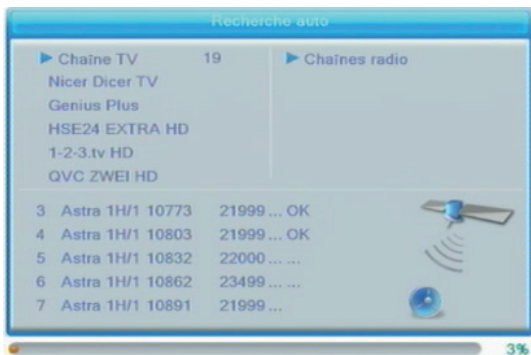 Recherche auto
Chaîne TV 19
Chaînes radio
Nicer Dicer TV
Genius Plus
HSE24 EXTRA HD
1-2-3.tv HD
QVC ZWEI HD
3 Astra 1H/1 10773 21999 ... OK
4 Astra 1H/1 10803 21999 ... OK
5 Astra 1H/1 10832 22000 ... ...
6 Astra 1H/1 10862 23499 ... ...
7 Astra 1H/1 10891 21999 ...
3%